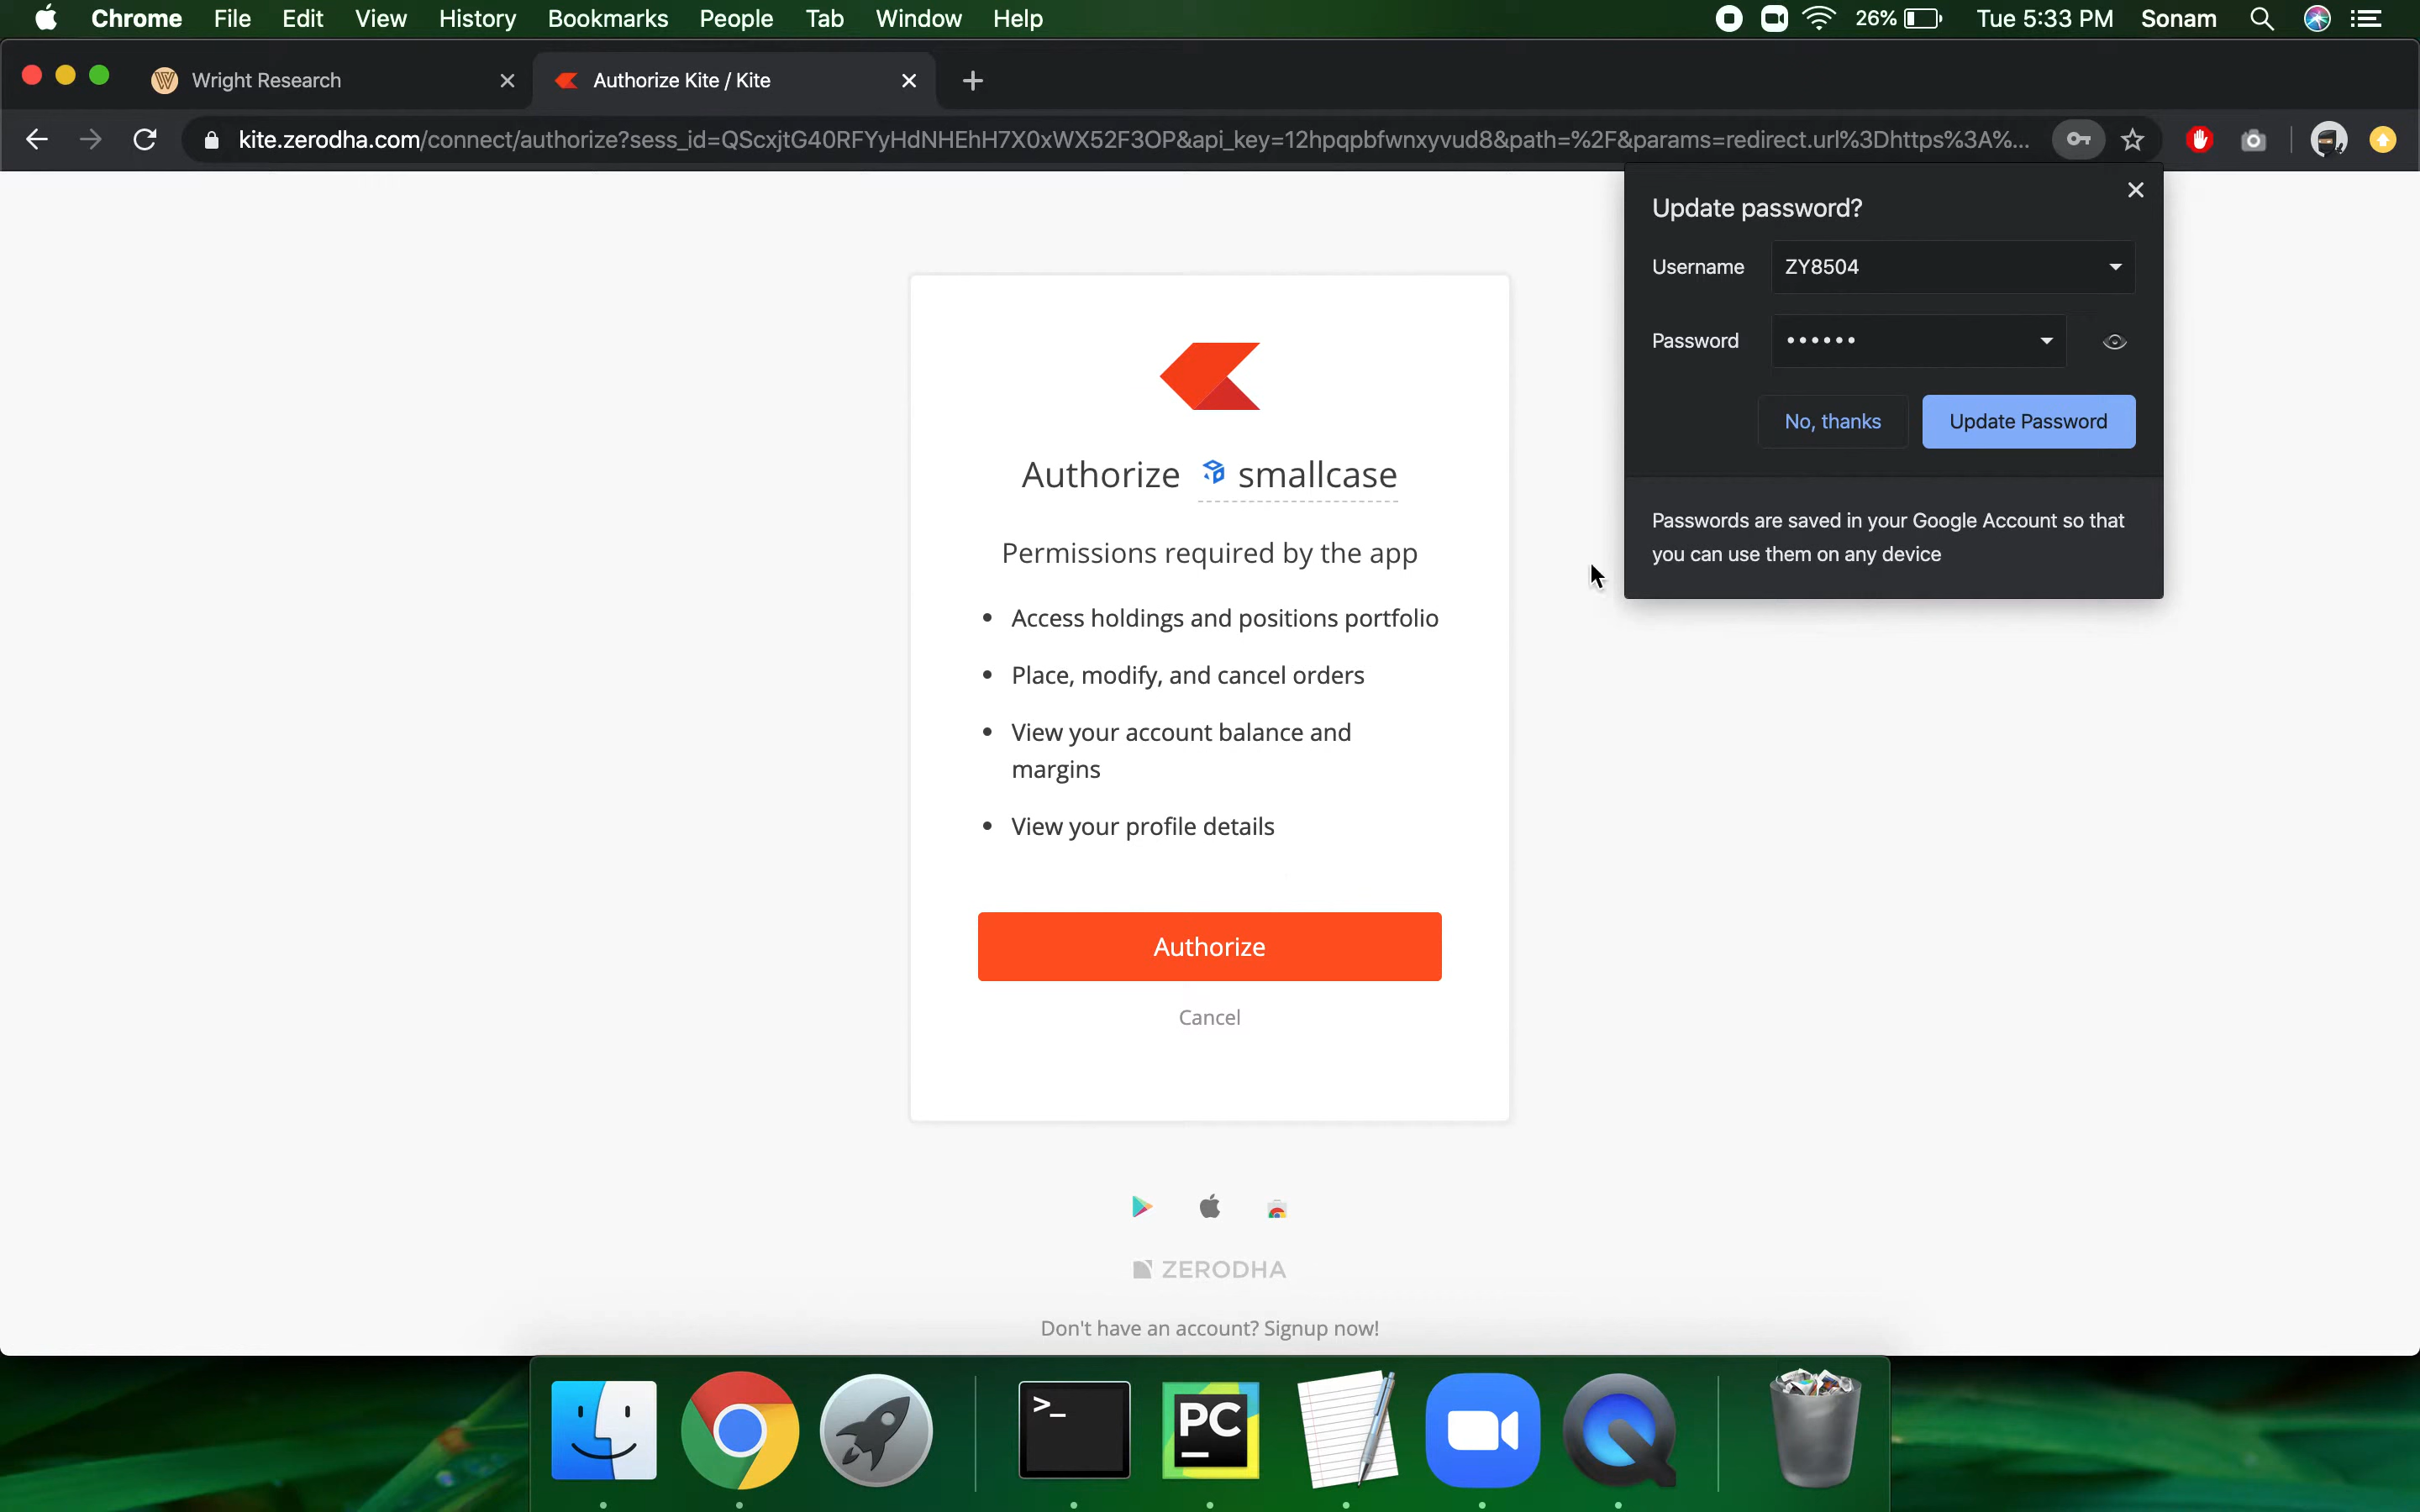 Chrome File Edit View History Bookmarks People Tab Window Help 26% Tue 5:33 PM Sonam
Wright Research Authorize Kite / Kite
kite.zerodha.com/connect/authorize?sess_id=QScxjtG40RFYyHdNHEhH7X0xWX52F3OP&api_key=12hpqpbfwnxyvud8&path=%2F&params=redirect.url%3Dhttps%3A%...
Update password?
Username ZY8504
Password ••••••
No, thanks Update Password
Passwords are saved in your Google Account so that
you can use them on any device
Authorize smallcase
Permissions required by the app
• Access holdings and positions portfolio
• Place, modify, and cancel orders
• View your account balance and
margins
• View your profile details
Authorize
Cancel
ZERODHA
Don't have an account? Signup now!
>_
PC